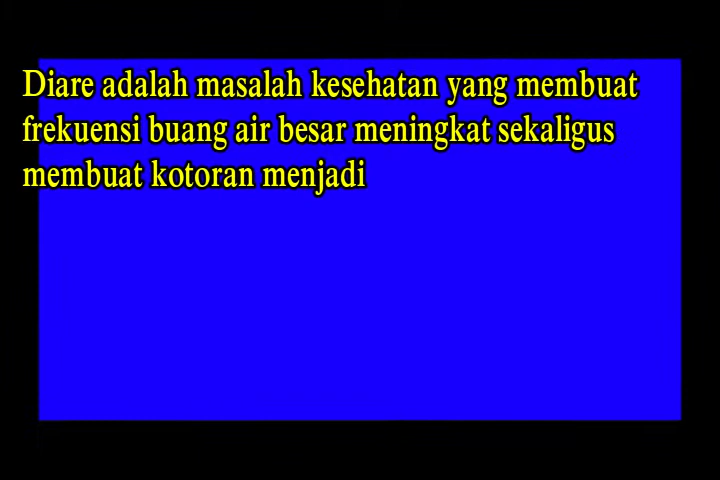 Diare adalah masalah kesehatan yang membuat
frekuensi buang air besar meningkat sekaligus
membuat kotoran menjadi